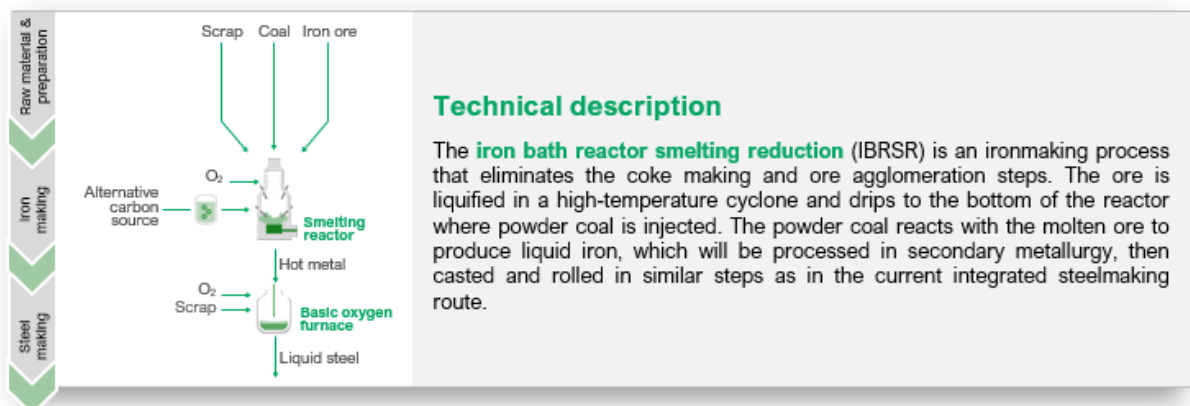 Raw material &
preparation
Iron
making
Steel
making
Scrap Coal Iron ore
O₂
Alternative
carbon
source
Smelting
reactor
Hot metal
O₂
Scrap
Basic oxygen
furnace
Liquid steel
Technical description
The iron bath reactor smelting reduction (IBRSR) is an ironmaking process
that eliminates the coke making and ore agglomeration steps. The ore is
liquified in a high-temperature cyclone and drips to the bottom of the reactor
where powder coal is injected. The powder coal reacts with the molten ore to
produce liquid iron, which will be processed in secondary metallurgy, then
casted and rolled in similar steps as in the current integrated steelmaking
route.